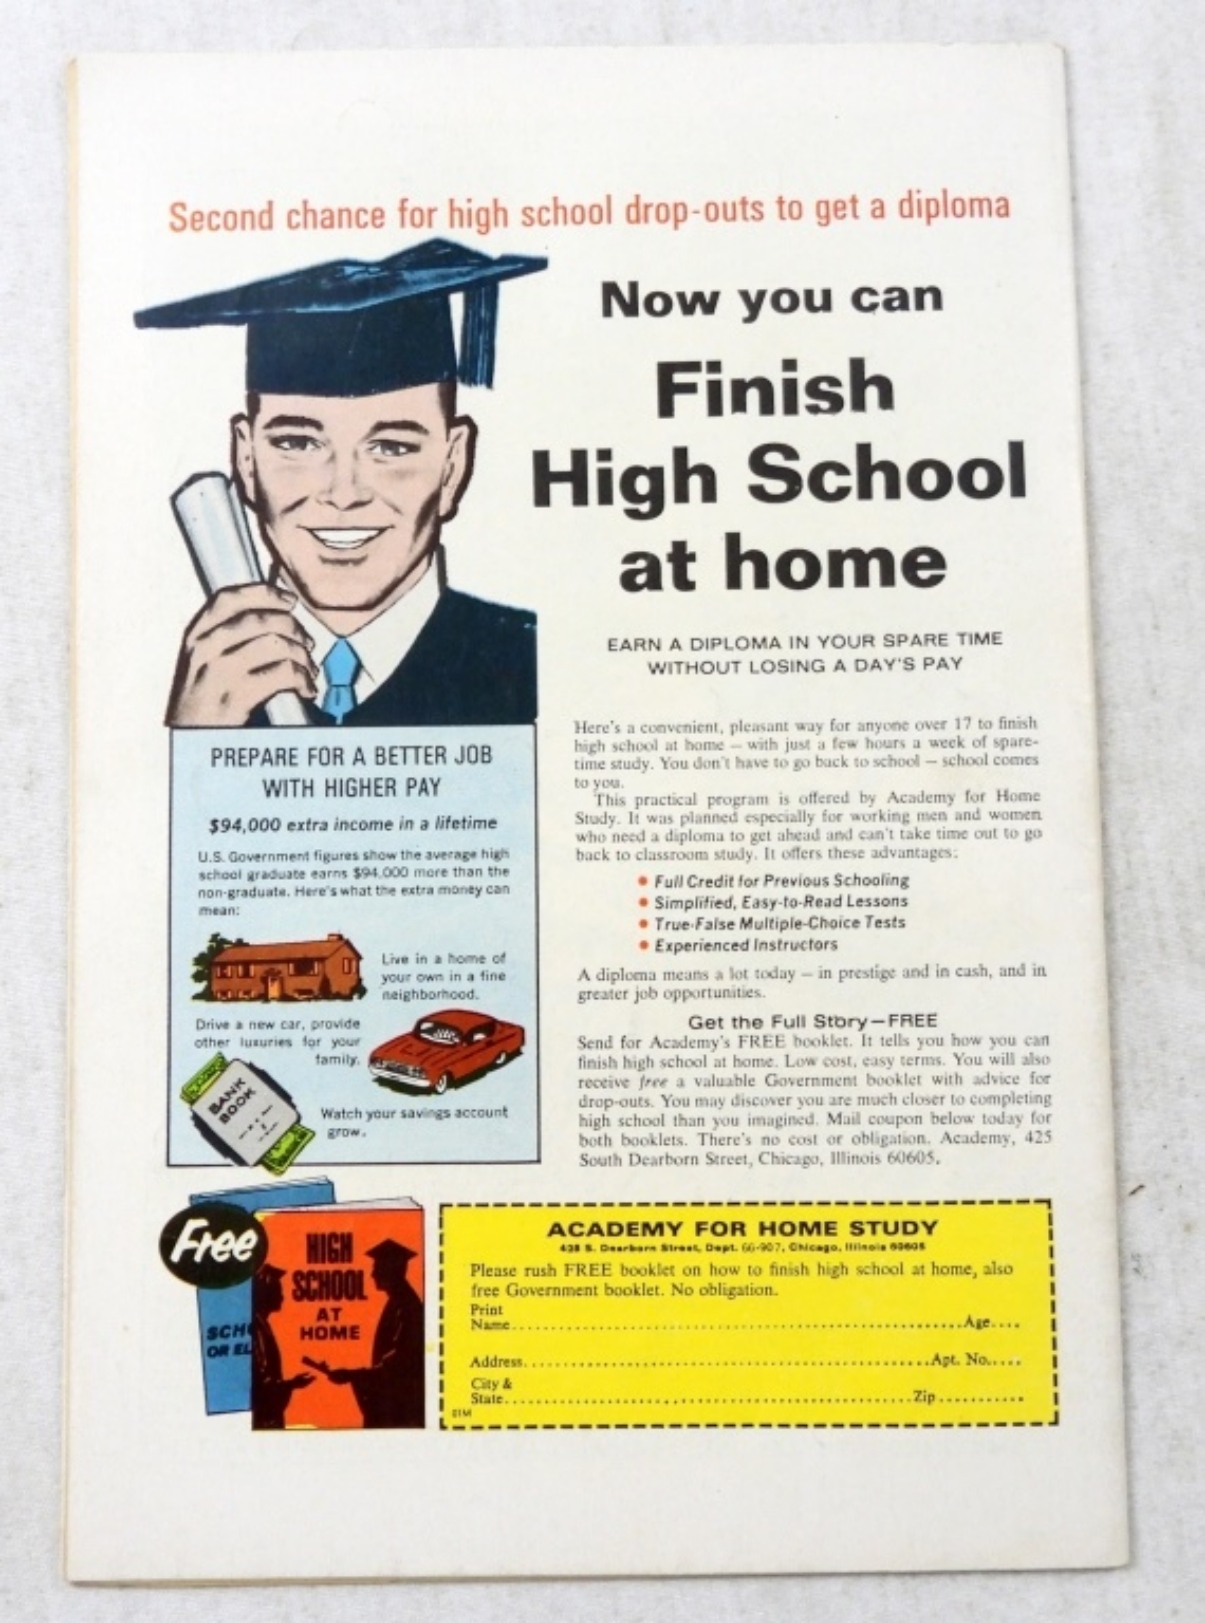 Second chance for high school drop-outs to get a diploma
Now you can
Finish
High School
at home
EARN A DIPLOMA IN YOUR SPARE TIME
WITHOUT LOSING A DAY'S PAY
PREPARE FOR A BETTER JOB
WITH HIGHER PAY
$94,000 extra income in a lifetime
U.S. Government figures show the average high
school graduate earns $94,000 more than the
non-graduate. Here's what the extra money can
mean:
Live in a home of
your own in a fine
neighborhood.
Drive a new car, provide
other luxuries for your
family.
BANK
BOOK
Watch your savings account
grow.
Here's a convenient, pleasant way for anyone over 17 to finish
high school at home – with just a few hours a week of spare-
time study. You don't have to go back to school – school comes
to you.
This practical program is offered by Academy for Home
Study. It was planned especially for working men and women
who need a diploma to get ahead and can't take time out to go
back to classroom study. It offers these advantages:
• Full Credit for Previous Schooling
• Simplified, Easy-to-Read Lessons
• True-False Multiple-Choice Tests
• Experienced Instructors
A diploma means a lot today – in prestige and in cash, and in
greater job opportunities.
Get the Full Story—FREE
Send for Academy's FREE booklet. It tells you how you can
finish high school at home. Low cost, easy terms. You will also
receive free a valuable Government booklet with advice for
drop-outs. You may discover you are much closer to completing
high school than you imagined. Mail coupon below today for
both booklets. There's no cost or obligation. Academy, 425
South Dearborn Street, Chicago, Illinois 60605.
Free
HIGH
SCHOOL
AT
HOME
SCH
OR EL
ACADEMY FOR HOME STUDY
S. Dearborn Street, Dept. 66-907, Chicago, Illinois 60605
Please rush FREE booklet on how to finish high school at home, also
free Government booklet. No obligation.
Print
Name..........Age....
Address..........Apt. No.....
City &
State..........Zip..........